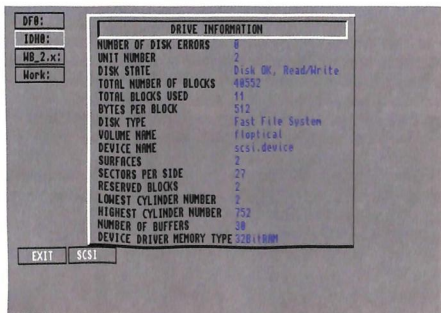 DF0:
IDH0:
WB_2.x:
Work:
DRIVE INFORMATION
NUMBER OF DISK ERRORS 0
UNIT NUMBER 2
DISK STATE Disk OK, Read/Write
TOTAL NUMBER OF BLOCKS 40552
TOTAL BLOCKS USED 11
BYTES PER BLOCK 512
DISK TYPE Fast File System
VOLUME NAME floptical
DEVICE NAME scsi.device
SURFACES 2
SECTORS PER SIDE 27
RESERVED BLOCKS 2
LOWEST CYLINDER NUMBER 2
HIGHEST CYLINDER NUMBER 752
NUMBER OF BUFFERS 30
DEVICE DRIVER MEMORY TYPE 32BitRAM
EXIT
SCSI